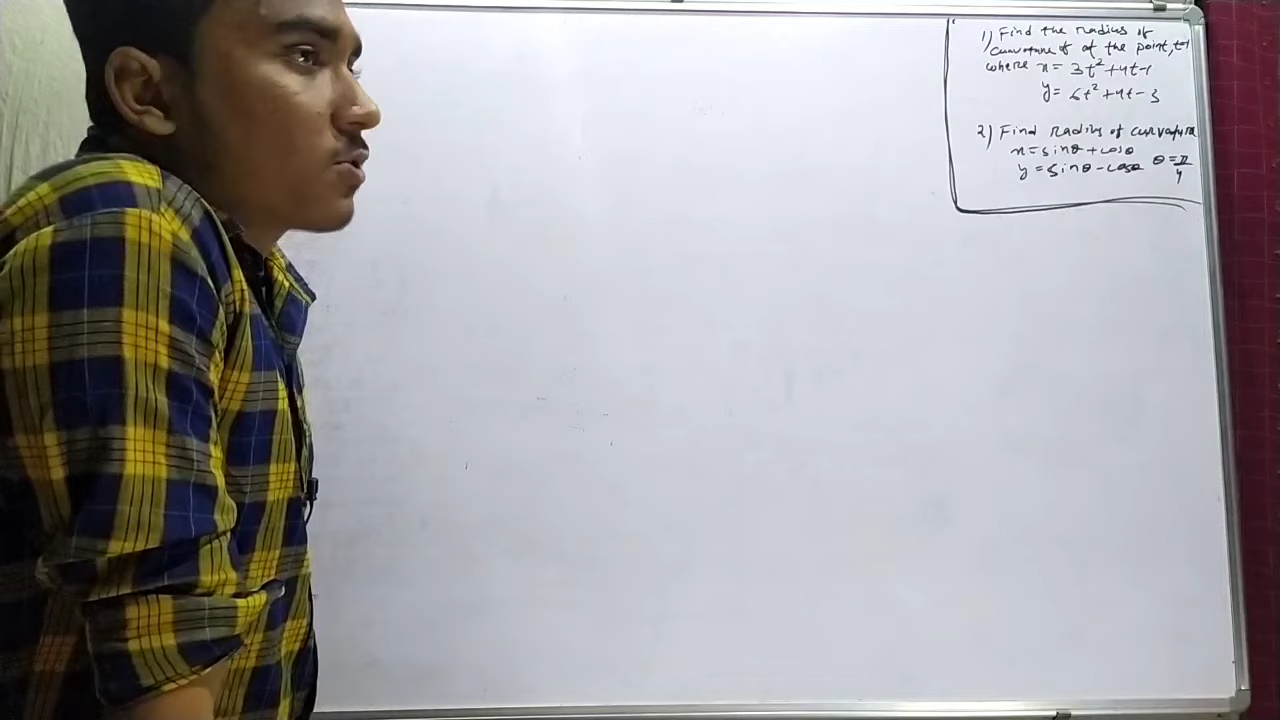 1) Find the radius of
curvature of at the point, t=1
where x = 3t² + 4t - 1
y = 6t² + 4t - 3
2) Find radius of curvature
x = sinθ + cosθ
y = sinθ - cosθ θ = π/4